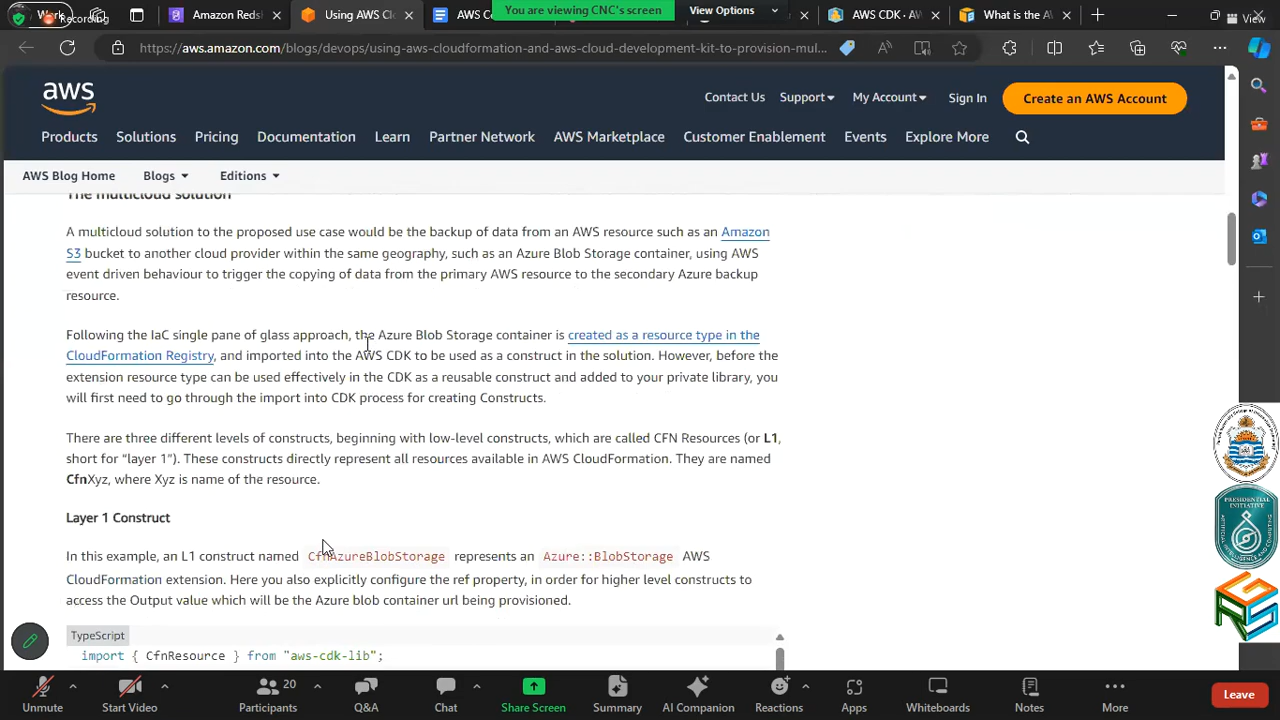 Recording
Amazon Reds
Using AWS Clo
AWS C
You are viewing CNC's screen
View Options
AWS CDK · AV
What is the A
View
https://aws.amazon.com/blogs/devops/using-aws-cloudformation-and-aws-cloud-development-kit-to-provision-mul...
aws
Contact Us
Support
My Account
Sign In
Create an AWS Account
Products
Solutions
Pricing
Documentation
Learn
Partner Network
AWS Marketplace
Customer Enablement
Events
Explore More
AWS Blog Home
Blogs
Editions
The multicloud solution
A multicloud solution to the proposed use case would be the backup of data from an AWS resource such as an Amazon
S3 bucket to another cloud provider within the same geography, such as an Azure Blob Storage container, using AWS
event driven behaviour to trigger the copying of data from the primary AWS resource to the secondary Azure backup
resource.
Following the IaC single pane of glass approach, the Azure Blob Storage container is created as a resource type in the
CloudFormation Registry, and imported into the AWS CDK to be used as a construct in the solution. However, before the
extension resource type can be used effectively in the CDK as a reusable construct and added to your private library, you
will first need to go through the import into CDK process for creating Constructs.
There are three different levels of constructs, beginning with low-level constructs, which are called CFN Resources (or L1,
short for “layer 1”). These constructs directly represent all resources available in AWS CloudFormation. They are named
CfnXyz, where Xyz is name of the resource.
Layer 1 Construct
In this example, an L1 construct named CfnAzureBlobStorage represents an Azure::BlobStorage AWS
CloudFormation extension. Here you also explicitly configure the ref property, in order for higher level constructs to
access the Output value which will be the Azure blob container url being provisioned.
TypeScript
import { CfnResource } from "aws-cdk-lib";
PRESIDENTIAL
INITIATIVE
20
Unmute
Start Video
Participants
Q&A
Chat
Share Screen
Summary
AI Companion
Reactions
Apps
Whiteboards
Notes
More
Leave